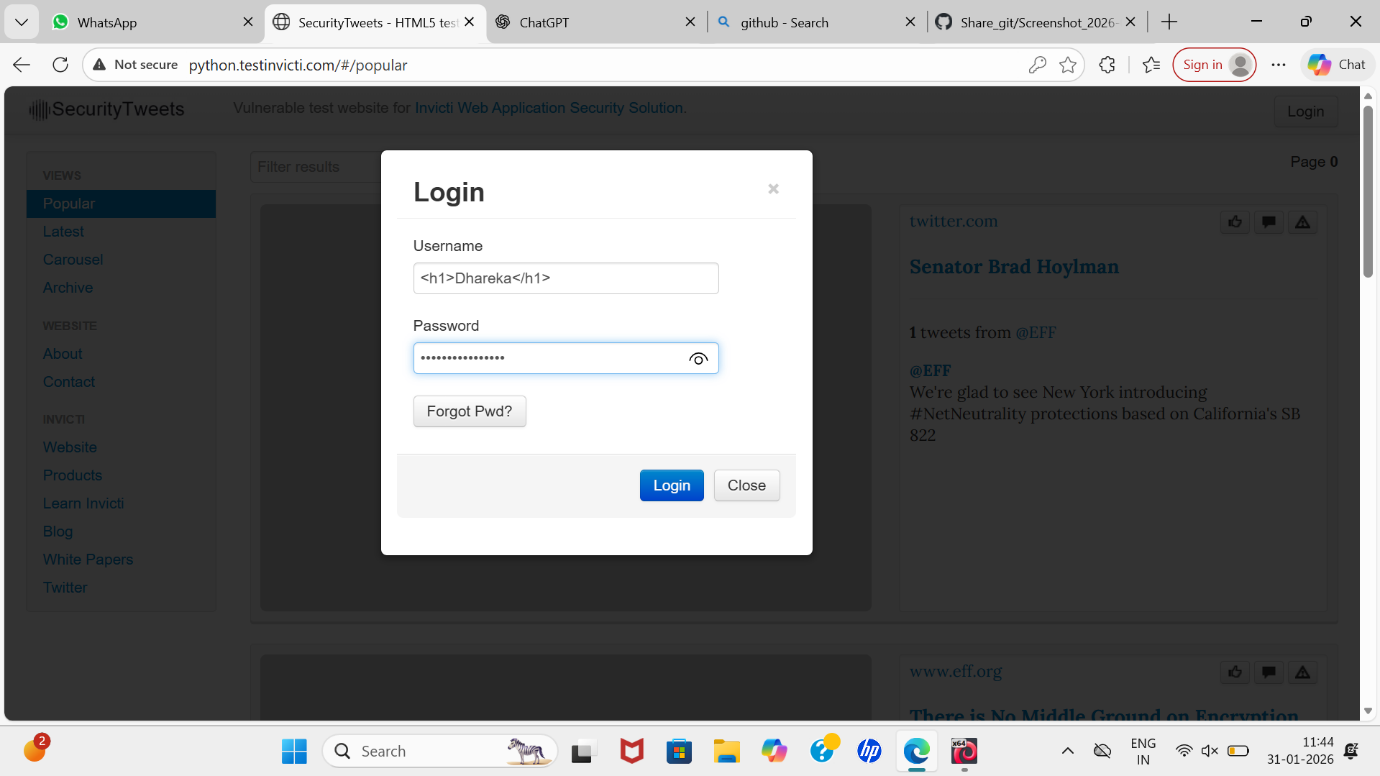 WhatsApp
SecurityTweets - HTML5 test
ChatGPT
github - Search
Share_git/Screenshot_2026-
Not secure
python.testinvicti.com/#/popular
Sign in
Chat
SecurityTweets
Vulnerable test website for Invicti Web Application Security Solution.
Login
VIEWS
Popular
Latest
Carousel
Archive
WEBSITE
About
Contact
INVICTI
Website
Products
Learn Invicti
Blog
White Papers
Twitter
Filter results
Page 0
Login
×
Username
<h1>Dhareka</h1>
Password
••••••••••••••••
Forgot Pwd?
Login
Close
twitter.com
Senator Brad Hoylman
1 tweets from @EFF
@EFF
We're glad to see New York introducing
#NetNeutrality protections based on California's SB
822
www.eff.org
There is No Middle Ground on Encryption
2
Search
X64
ENG
IN
11:44
31-01-2026